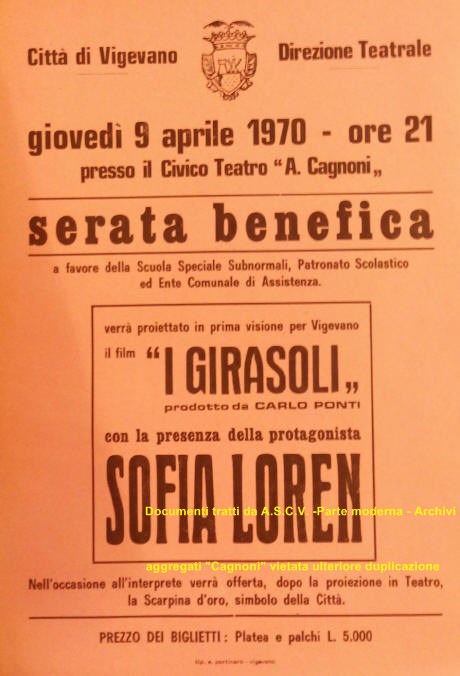 Città di Vigevano
Direzione Teatrale
giovedì 9 aprile 1970 - ore 21
presso il Civico Teatro "A. Cagnoni„
serata benefica
a favore della Scuola Speciale Subnormali, Patronato Scolastico
ed Ente Comunale di Assistenza.
verrà proiettato in prima visione per Vigevano
il film "I GIRASOLI„
prodotto da CARLO PONTI
con la presenza della protagonista
SOFIA LOREN
Documenti tratti da A.S.C.V. -Parte moderna - Archivi
aggregati "Cagnoni" vietata ulteriore duplicazione
Nell'occasione all'interprete verrà offerta, dopo la proiezione in Teatro,
la Scarpina d'oro, simbolo della Città.
PREZZO DEI BIGLIETTI : Platea e palchi L. 5.000
tip. e. portinaro - vigevano